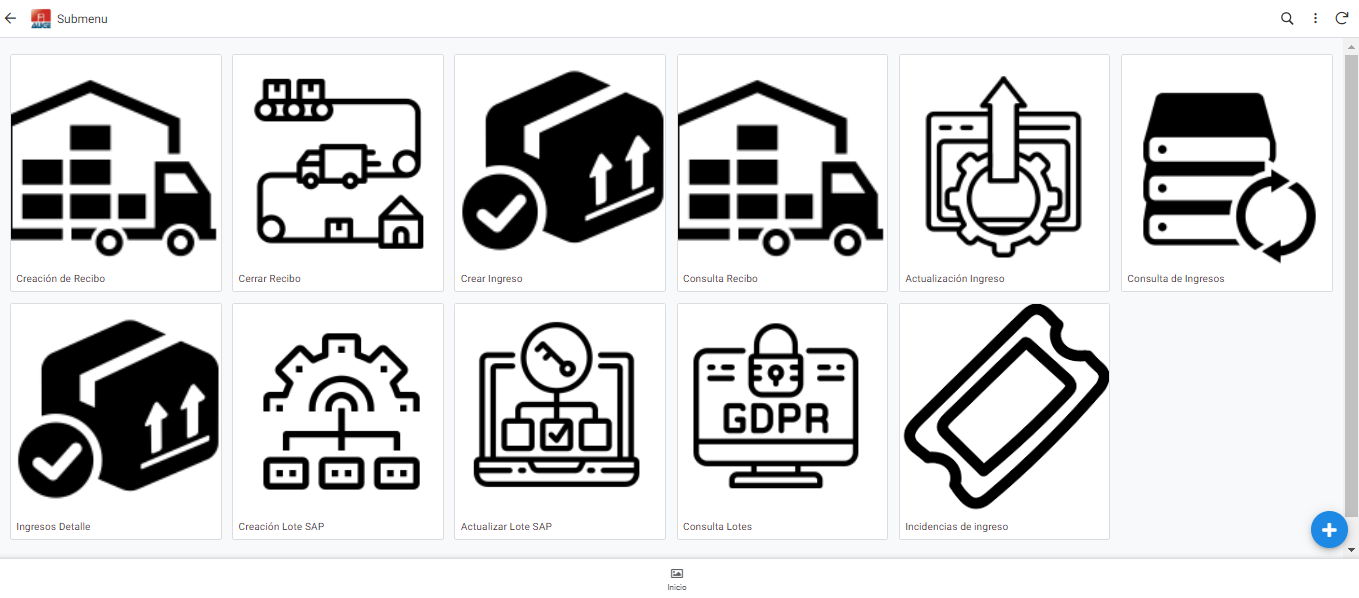 Submenu
Creación de Recibo
Cerrar Recibo
Crear Ingreso
Consulta Recibo
Actualización Ingreso
Consulta de Ingresos
GDPR
Ingresos Detalle
Creación Lote SAP
Actualizar Lote SAP
Consulta Lotes
Incidencias de ingreso
Inicio